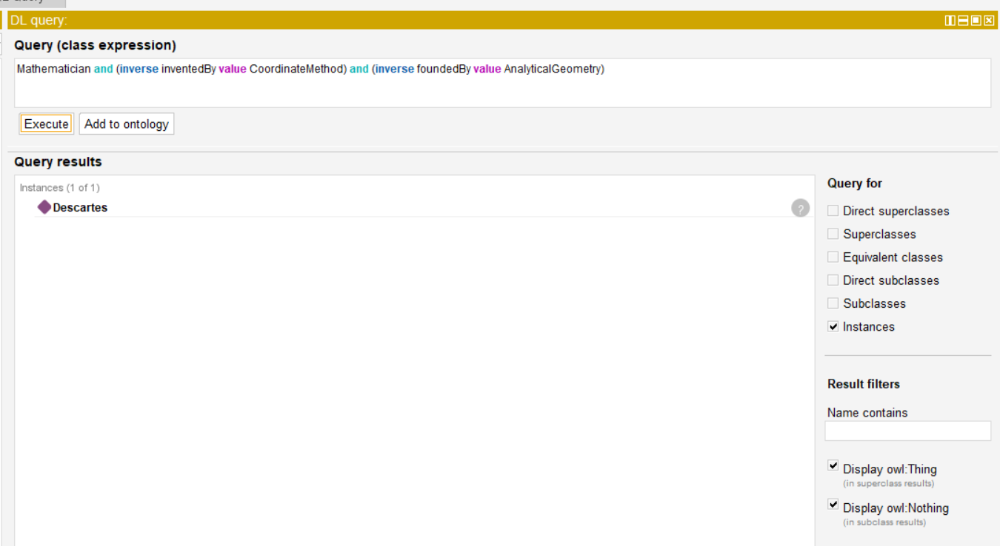 DL query:
Query (class expression)
Mathematician and (inverse inventedBy value CoordinateMethod) and (inverse foundedBy value AnalyticalGeometry)
Execute
Add to ontology
Query results
Instances (1 of 1)
Descartes
?
Query for
Direct superclasses
Superclasses
Equivalent classes
Direct subclasses
Subclasses
Instances
Result filters
Name contains
Display owl:Thing
(in superclass results)
Display owl:Nothing
(in subclass results)